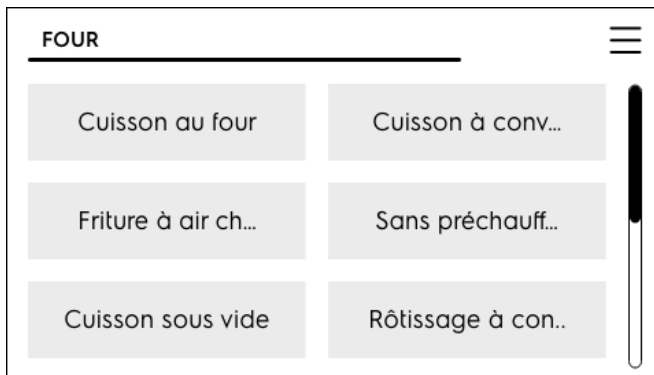 FOUR
Cuisson au four
Cuisson à conv...
Friture à air ch...
Sans préchauff...
Cuisson sous vide
Rôtissage à con..